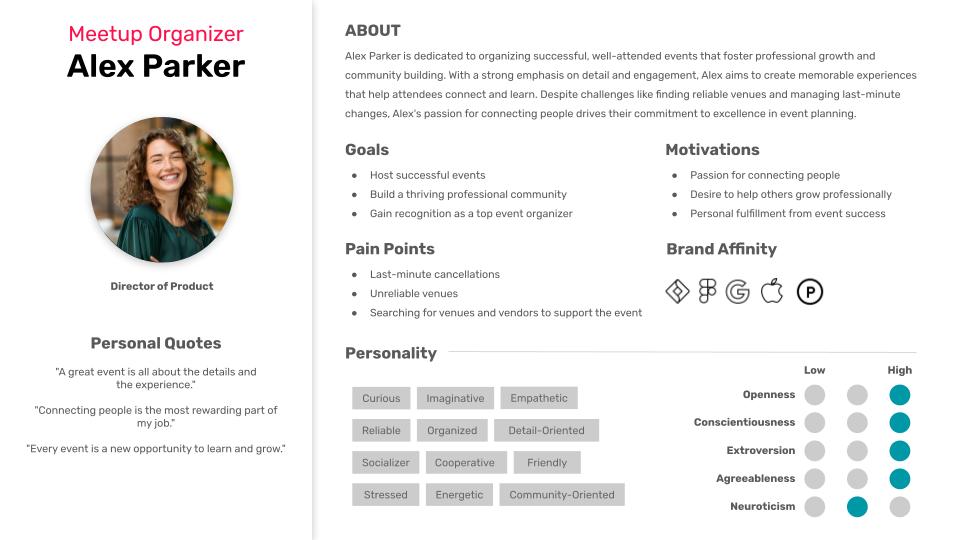 Meetup Organizer
Alex Parker
Director of Product
Personal Quotes
"A great event is all about the details and
the experience."
"Connecting people is the most rewarding part of
my job."
"Every event is a new opportunity to learn and grow."
ABOUT
Alex Parker is dedicated to organizing successful, well-attended events that foster professional growth and
community building. With a strong emphasis on detail and engagement, Alex aims to create memorable experiences
that help attendees connect and learn. Despite challenges like finding reliable venues and managing last-minute
changes, Alex's passion for connecting people drives their commitment to excellence in event planning.
Goals
● Host successful events
● Build a thriving professional community
● Gain recognition as a top event organizer
Motivations
● Passion for connecting people
● Desire to help others grow professionally
● Personal fulfillment from event success
Pain Points
● Last-minute cancellations
● Unreliable venues
● Searching for venues and vendors to support the event
Brand Affinity
G P
Personality
Curious Imaginative Empathetic
Reliable Organized Detail-Oriented
Socializer Cooperative Friendly
Stressed Energetic Community-Oriented
Low High
Openness
Conscientiousness
Extroversion
Agreeableness
Neuroticism